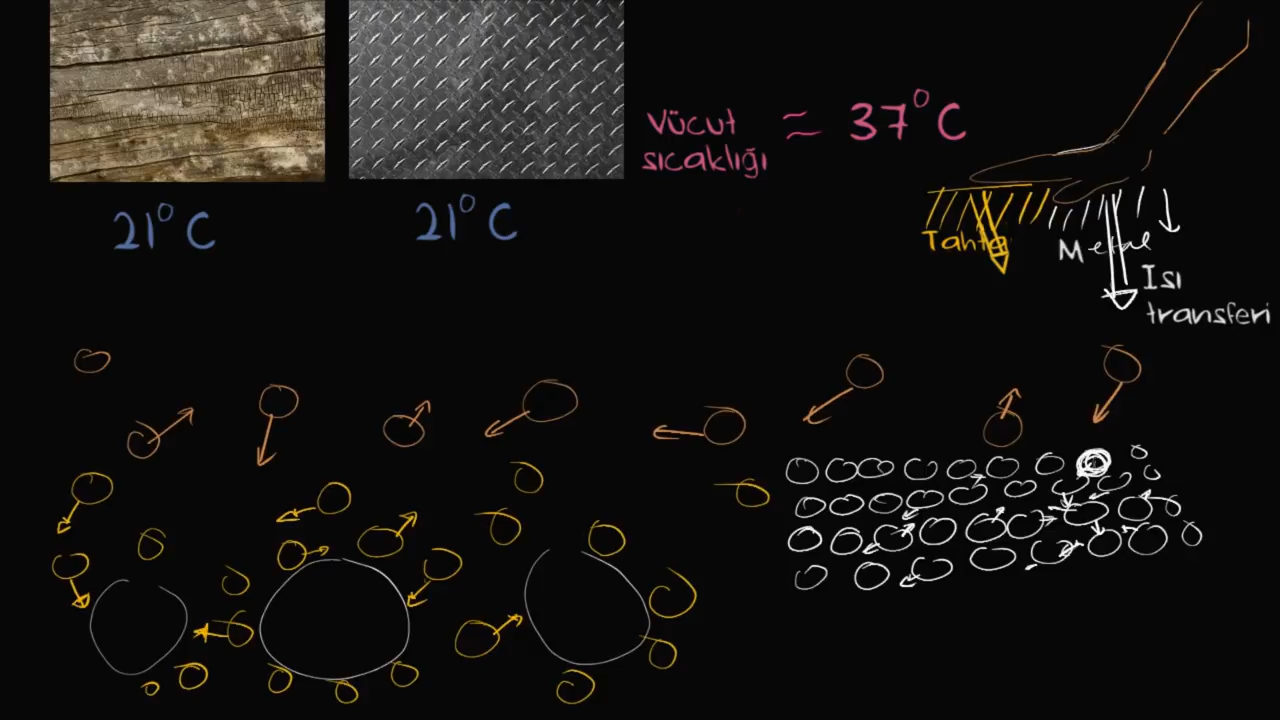 21°C
21°C
Vücut
sıcaklığı
≈ 37°C
Tahta
Metal
Isı
transferi